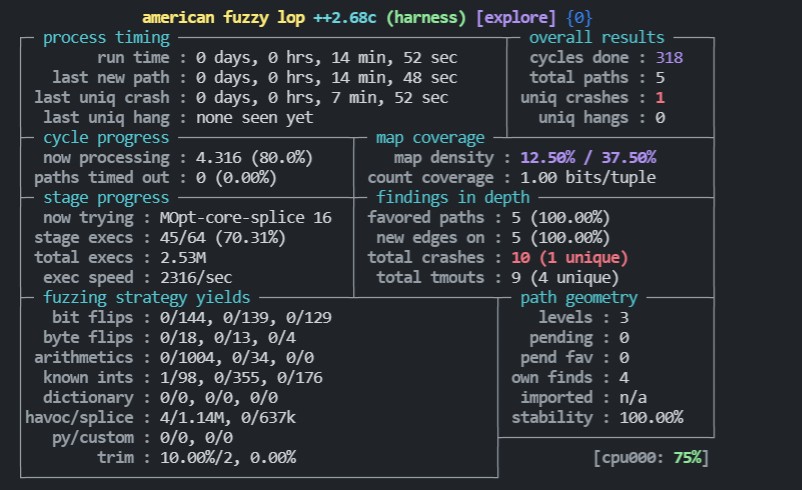 american fuzzy lop ++2.68c (harness) [explore] {0}
process timing overall results
run time : 0 days, 0 hrs, 14 min, 52 sec cycles done : 318
last new path : 0 days, 0 hrs, 14 min, 48 sec total paths : 5
last uniq crash : 0 days, 0 hrs, 7 min, 52 sec uniq crashes : 1
last uniq hang : none seen yet uniq hangs : 0
cycle progress map coverage
now processing : 4.316 (80.0%) map density : 12.50% / 37.50%
paths timed out : 0 (0.00%) count coverage : 1.00 bits/tuple
stage progress findings in depth
now trying : MOpt-core-splice 16 favored paths : 5 (100.00%)
stage execs : 45/64 (70.31%) new edges on : 5 (100.00%)
total execs : 2.53M total crashes : 10 (1 unique)
exec speed : 2316/sec total tmouts : 9 (4 unique)
fuzzing strategy yields path geometry
bit flips : 0/144, 0/139, 0/129 levels : 3
byte flips : 0/18, 0/13, 0/4 pending : 0
arithmetics : 0/1004, 0/34, 0/0 pend fav : 0
known ints : 1/98, 0/355, 0/176 own finds : 4
dictionary : 0/0, 0/0, 0/0 imported : n/a
havoc/splice : 4/1.14M, 0/637k stability : 100.00%
py/custom : 0/0, 0/0
trim : 10.00%/2, 0.00% [cpu000: 75%]